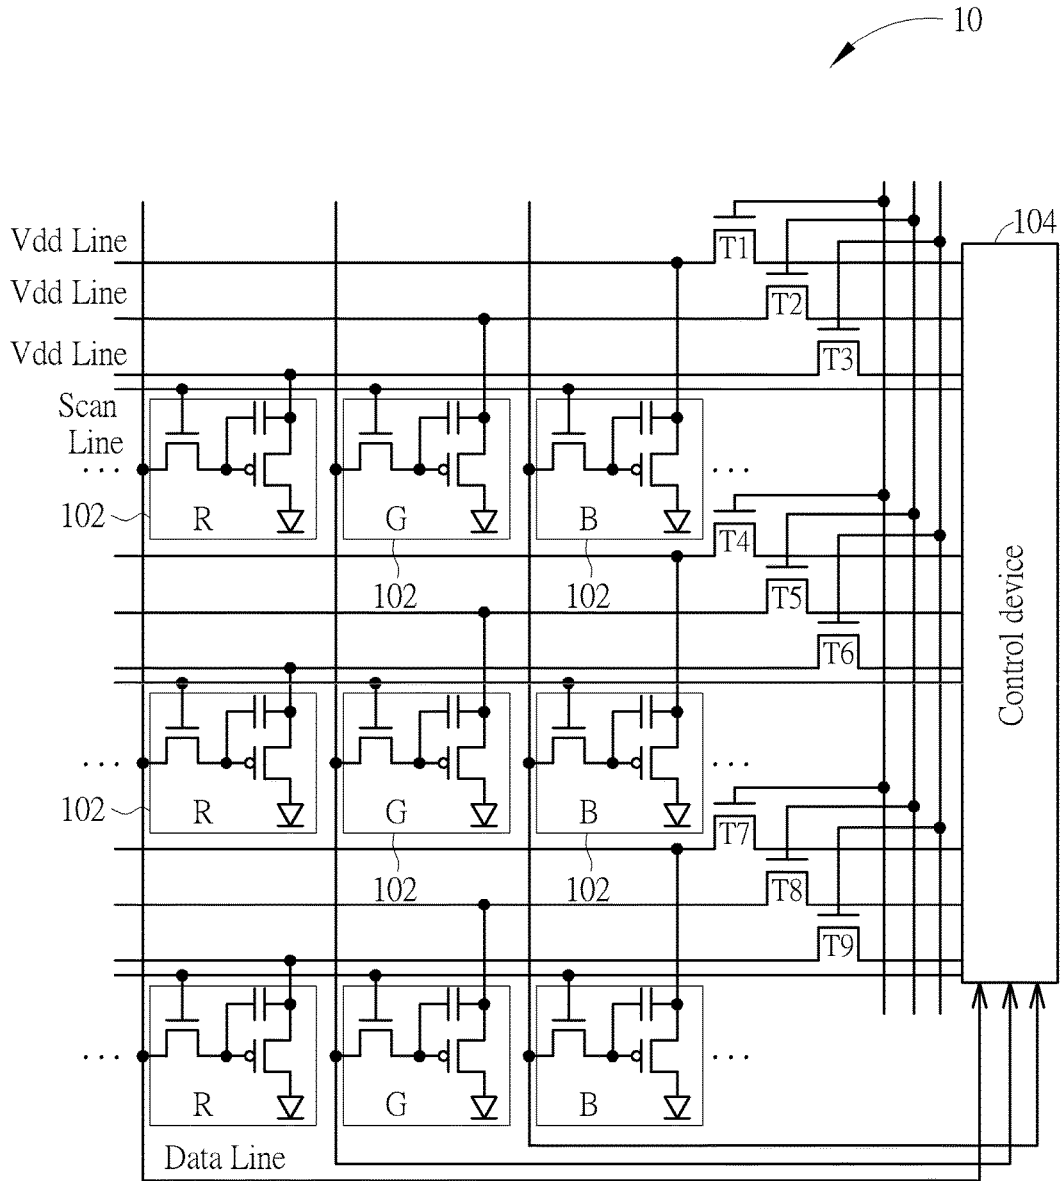 10
104
Vdd Line
T1
Vdd Line
T2
Vdd Line
T3
Scan
Line
...
...
102
R
G
B
T4
102
102
T5
T6
Control device
...
...
102
R
G
B
T7
102
102
T8
T9
...
...
R
G
B
Data Line